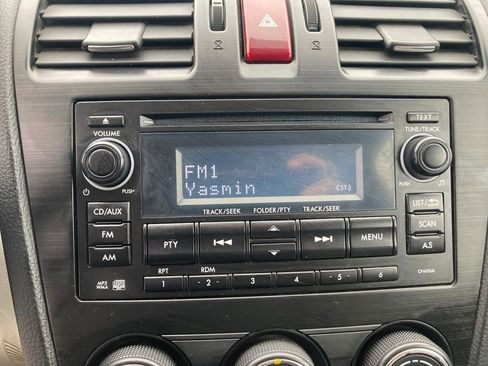 VOLUME
TEXT
TUNE/TRACK
FM1
Yasmin (ST)
PUSH
PUSH
CD/AUX
TRACK/SEEK FOLDER/PTY TRACK/SEEK
LIST/
FM
PTY
MENU
SCAN
AM
A.S
RPT RDM
MP3
WMA
1 -2- 3 4 -5- 6